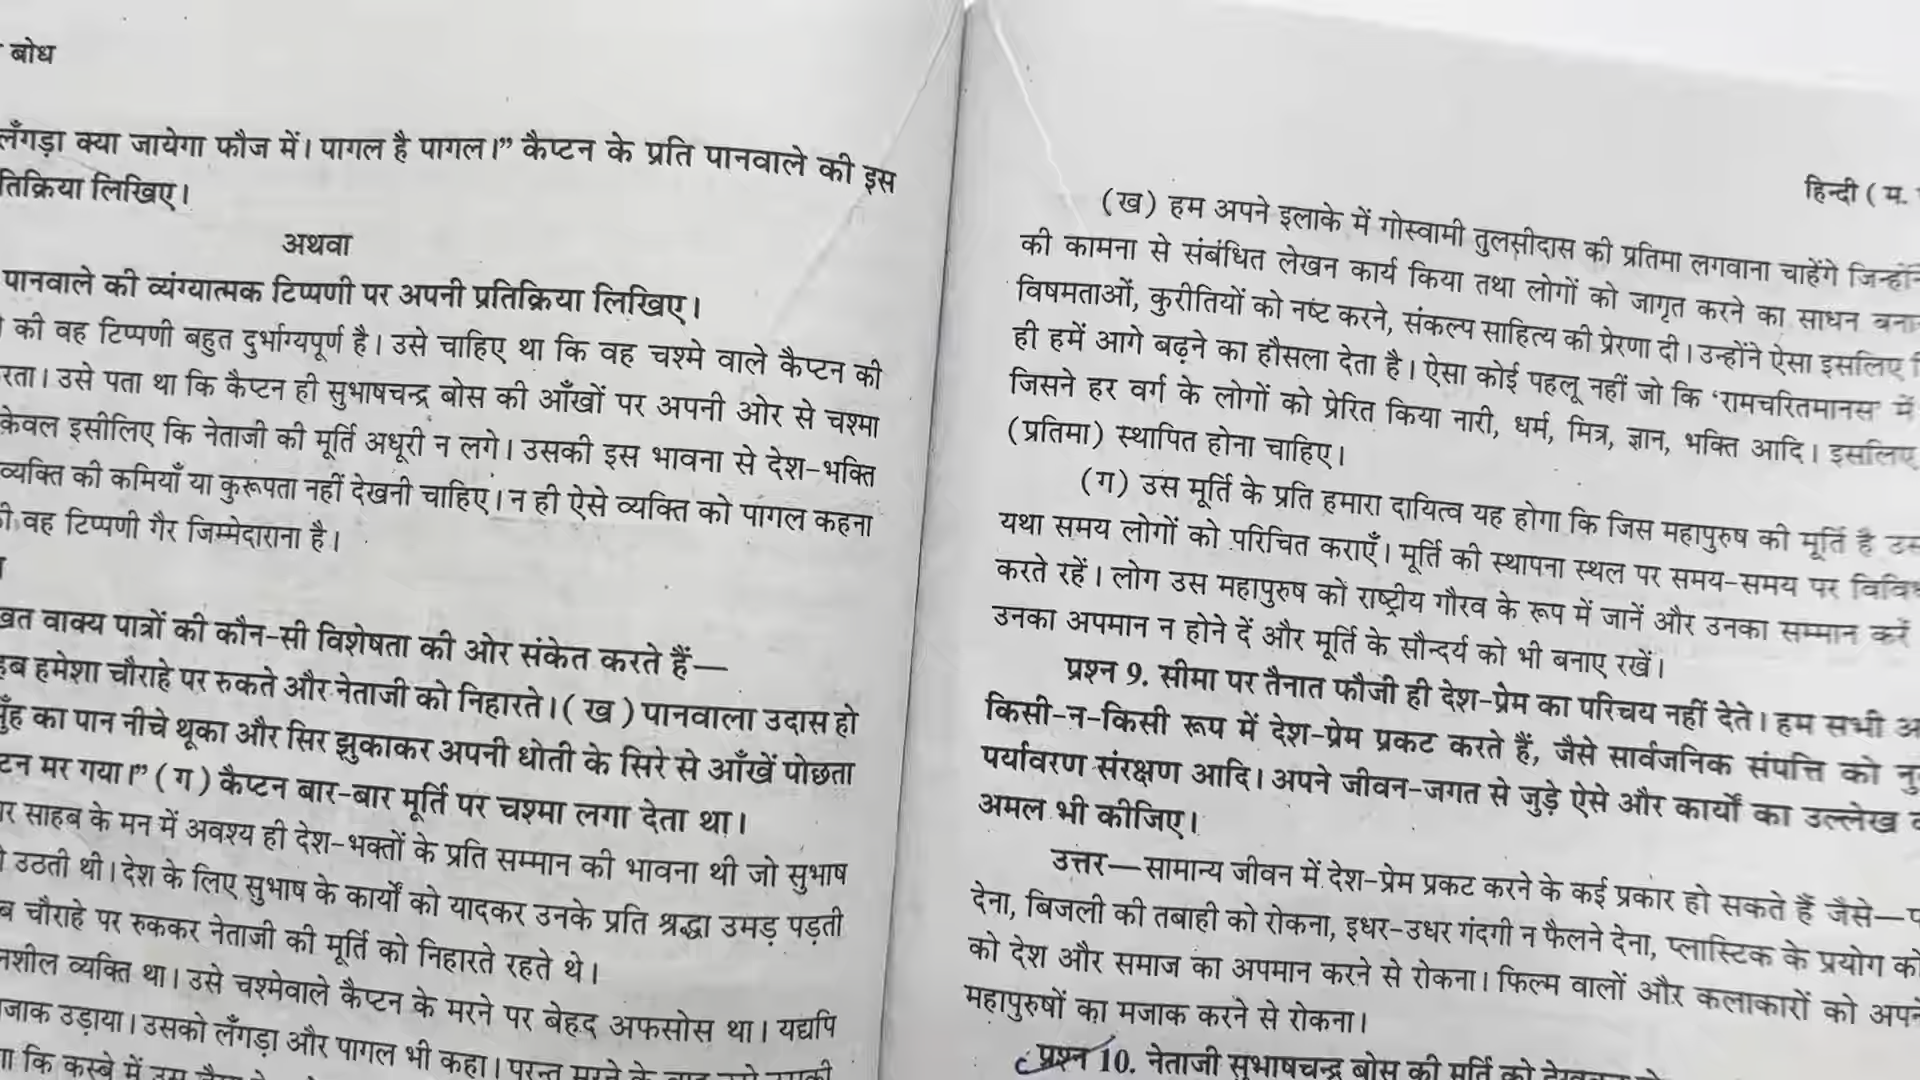 बोध
लँगड़ा क्या जायेगा फौज में। पागल है पागल।” कैप्टन के प्रति पानवाले की इस
तिक्रिया लिखिए।
अथवा
पानवाले की व्यंग्यात्मक टिप्पणी पर अपनी प्रतिक्रिया लिखिए।
की वह टिप्पणी बहुत दुर्भाग्यपूर्ण है। उसे चाहिए था कि वह चश्मे वाले कैप्टन की
रता। उसे पता था कि कैप्टन ही सुभाषचन्द्र बोस की आँखों पर अपनी ओर से चश्मा
केवल इसीलिए कि नेताजी की मूर्ति अधूरी न लगे। उसकी इस भावना से देश-भक्ति
व्यक्ति की कमियाँ या कुरूपता नहीं देखनी चाहिए। न ही ऐसे व्यक्ति को पागल कहना
वह टिप्पणी गैर जिम्मेदाराना है।
खत वाक्य पात्रों की कौन-सी विशेषता की ओर संकेत करते हैं—
हब हमेशा चौराहे पर रुकते और नेताजी को निहारते। ( ख ) पानवाला उदास हो
मुँह का पान नीचे थूका और सिर झुकाकर अपनी धोती के सिरे से आँखें पोछता
टन मर गया।” ( ग ) कैप्टन बार-बार मूर्ति पर चश्मा लगा देता था।
र साहब के मन में अवश्य ही देश-भक्तों के प्रति सम्मान की भावना थी जो सुभाष
उठती थी। देश के लिए सुभाष के कार्यों को यादकर उनके प्रति श्रद्धा उमड़ पड़ती
ब चौराहे पर रुककर नेताजी की मूर्ति को निहारते रहते थे।
नशील व्यक्ति था। उसे चश्मेवाले कैप्टन के मरने पर बेहद अफसोस था। यद्यपि
जाक उड़ाया। उसको लँगड़ा और पागल भी कहा। परन्तु मरने के
कि कस्बे में
हिन्दी ( म.
(ख) हम अपने इलाके में गोस्वामी तुलसीदास की प्रतिमा लगवाना चाहेंगे जिन्होंने
की कामना से संबंधित लेखन कार्य किया तथा लोगों को जागृत करने का साधन बना
विषमताओं, कुरीतियों को नष्ट करने, संकल्प साहित्य की प्रेरणा दी। उन्होंने ऐसा इसलिए
ही हमें आगे बढ़ने का हौसला देता है। ऐसा कोई पहलू नहीं जो कि ‘रामचरितमानस’ में
जिसने हर वर्ग के लोगों को प्रेरित किया नारी, धर्म, मित्र, ज्ञान, भक्ति आदि। इसलिए
(प्रतिमा) स्थापित होना चाहिए।
(ग) उस मूर्ति के प्रति हमारा दायित्व यह होगा कि जिस महापुरुष की मूर्ति है उस
यथा समय लोगों को परिचित कराएँ। मूर्ति की स्थापना स्थल पर समय-समय पर विविध
करते रहें। लोग उस महापुरुष को राष्ट्रीय गौरव के रूप में जानें और उनका सम्मान करें
उनका अपमान न होने दें और मूर्ति के सौन्दर्य को भी बनाए रखें।
प्रश्न 9. सीमा पर तैनात फौजी ही देश-प्रेम का परिचय नहीं देते। हम सभी अ
किसी-न-किसी रूप में देश-प्रेम प्रकट करते हैं, जैसे सार्वजनिक संपत्ति को नु
पर्यावरण संरक्षण आदि। अपने जीवन-जगत से जुड़े ऐसे और कार्यों का उल्लेख
अमल भी कीजिए।
उत्तर—सामान्य जीवन में देश-प्रेम प्रकट करने के कई प्रकार हो सकते हैं जैसे—
देना, बिजली की तबाही को रोकना, इधर-उधर गंदगी न फैलने देना, प्लास्टिक के प्रयोग को
को देश और समाज का अपमान करने से रोकना। फिल्म वालों और कलाकारों को अपने
महापुरुषों का मजाक करने से रोकना।
प्रश्न 10. नेताजी सुभाषचन्द्र बोस की मूर्ति को